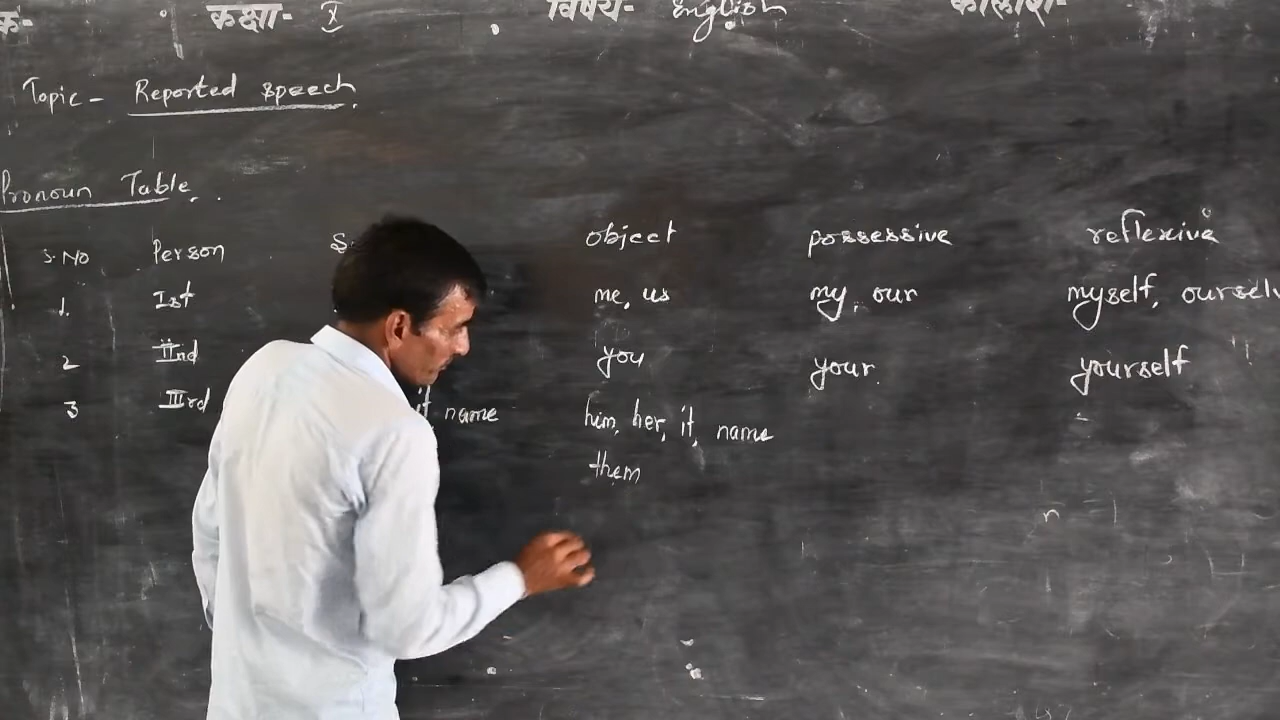 कक्षा- X विषय- English
Topic - Reported speech.
Pronoun Table.
S.No Person object possessive reflexive
1. Ist me, us my, our myself,
2 IInd you your yourself
3 IIIrd it name him, her, it, name
them